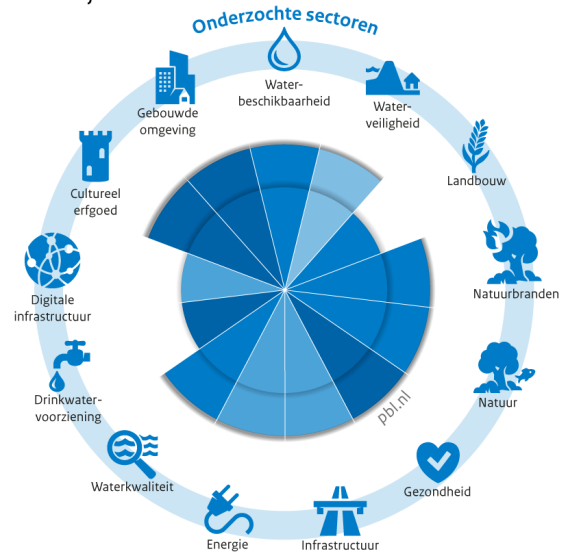 Onderzochte sectoren
Water-
beschikbaarheid
Water-
veiligheid
Landbouw
Natuurbranden
Natuur
Gezondheid
Infrastructuur
Energie
Waterkwaliteit
Drinkwater-
voorziening
Digitale
infrastructuur
Cultureel
erfgoed
Gebouwde
omgeving
pbl.nl